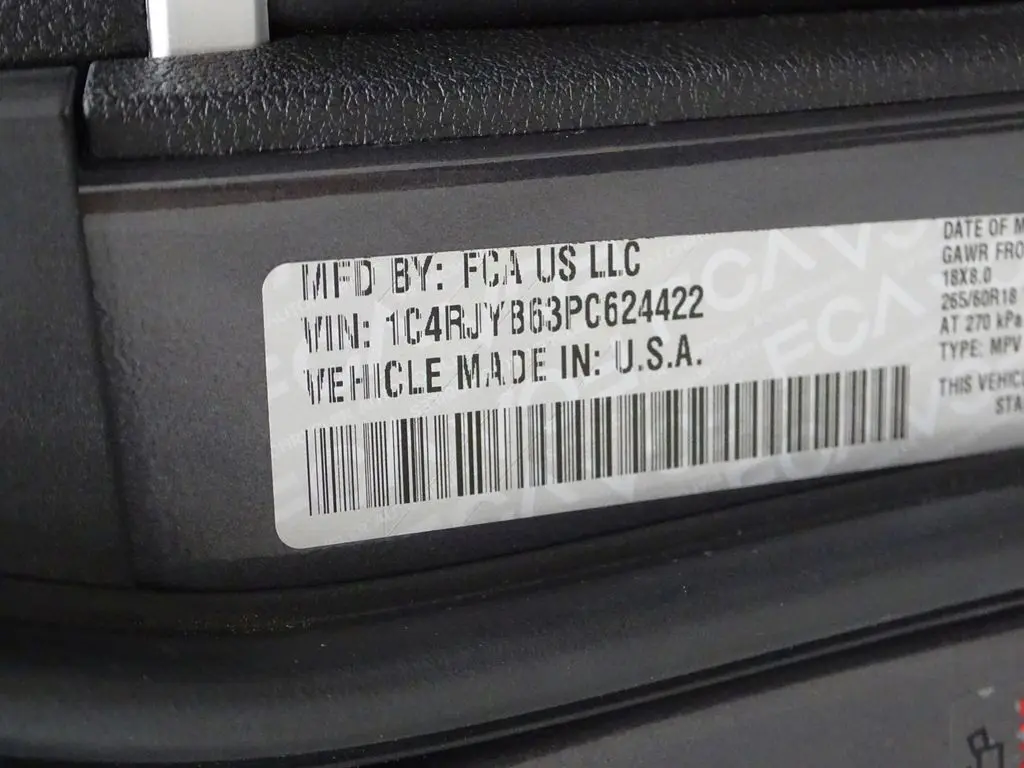 MFD BY: FCA US LLC
VIN: 1C4RJYB63PC624422
VEHICLE MADE IN: U.S.A.
DATE OF M
GAWR FRO
18X8.0
265/60R18
AT 270 kPa
TYPE: MPV
THIS VEHIC
STA